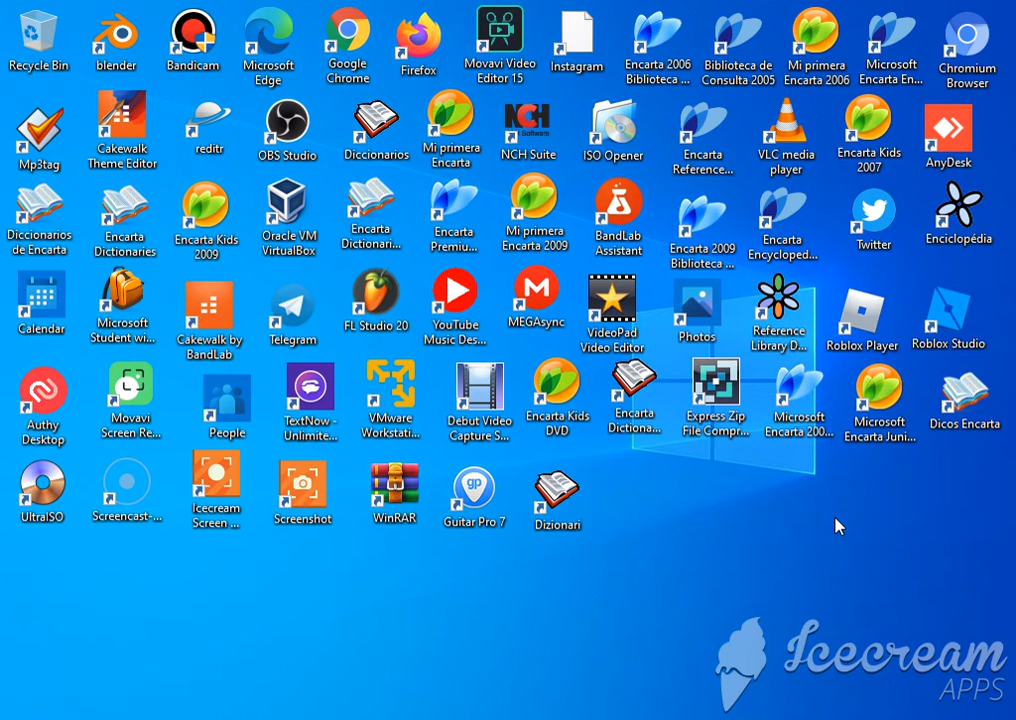 Recycle Bin
blender
Bandicam
Microsoft
Edge
Google
Chrome
Firefox
Movavi Video
Editor 15
Instagram
Encarta 2006
Biblioteca ...
Biblioteca de
Consulta 2005
Mi primera
Encarta 2006
Microsoft
Encarta En...
Chromium
Browser
Mp3tag
Cakewalk
Theme Editor
reditr
OBS Studio
Diccionarios
Mi primera
Encarta
NCH
Software
NCH Suite
ISO Opener
Encarta
Reference...
VLC media
player
Encarta Kids
2007
AnyDesk
Diccionarios
de Encarta
Encarta
Dictionaries
Encarta Kids
2009
Oracle VM
VirtualBox
Encarta
Dictionari...
Encarta
Premiu...
Mi primera
Encarta 2009
BandLab
Assistant
Encarta 2009
Biblioteca ...
Encarta
Encycloped...
Twitter
Enciclopédia
Calendar
Microsoft
Student wi...
Cakewalk by
BandLab
Telegram
FL Studio 20
YouTube
Music Des...
M
MEGAsync
VideoPad
Video Editor
Photos
Reference
Library D...
Roblox Player
Roblox Studio
Authy
Desktop
Movavi
Screen Re...
People
TextNow -
Unlimite...
VMware
Workstati...
Debut Video
Capture S...
Encarta Kids
DVD
Encarta
Dictiona...
Express Zip
File Compr...
Microsoft
Encarta 200...
Microsoft
Encarta Juni...
Dicos Encarta
UltraISO
Screencast-...
Icecream
Screen ...
Screenshot
WinRAR
gp
Guitar Pro 7
Dizionari
Icecream
APPS